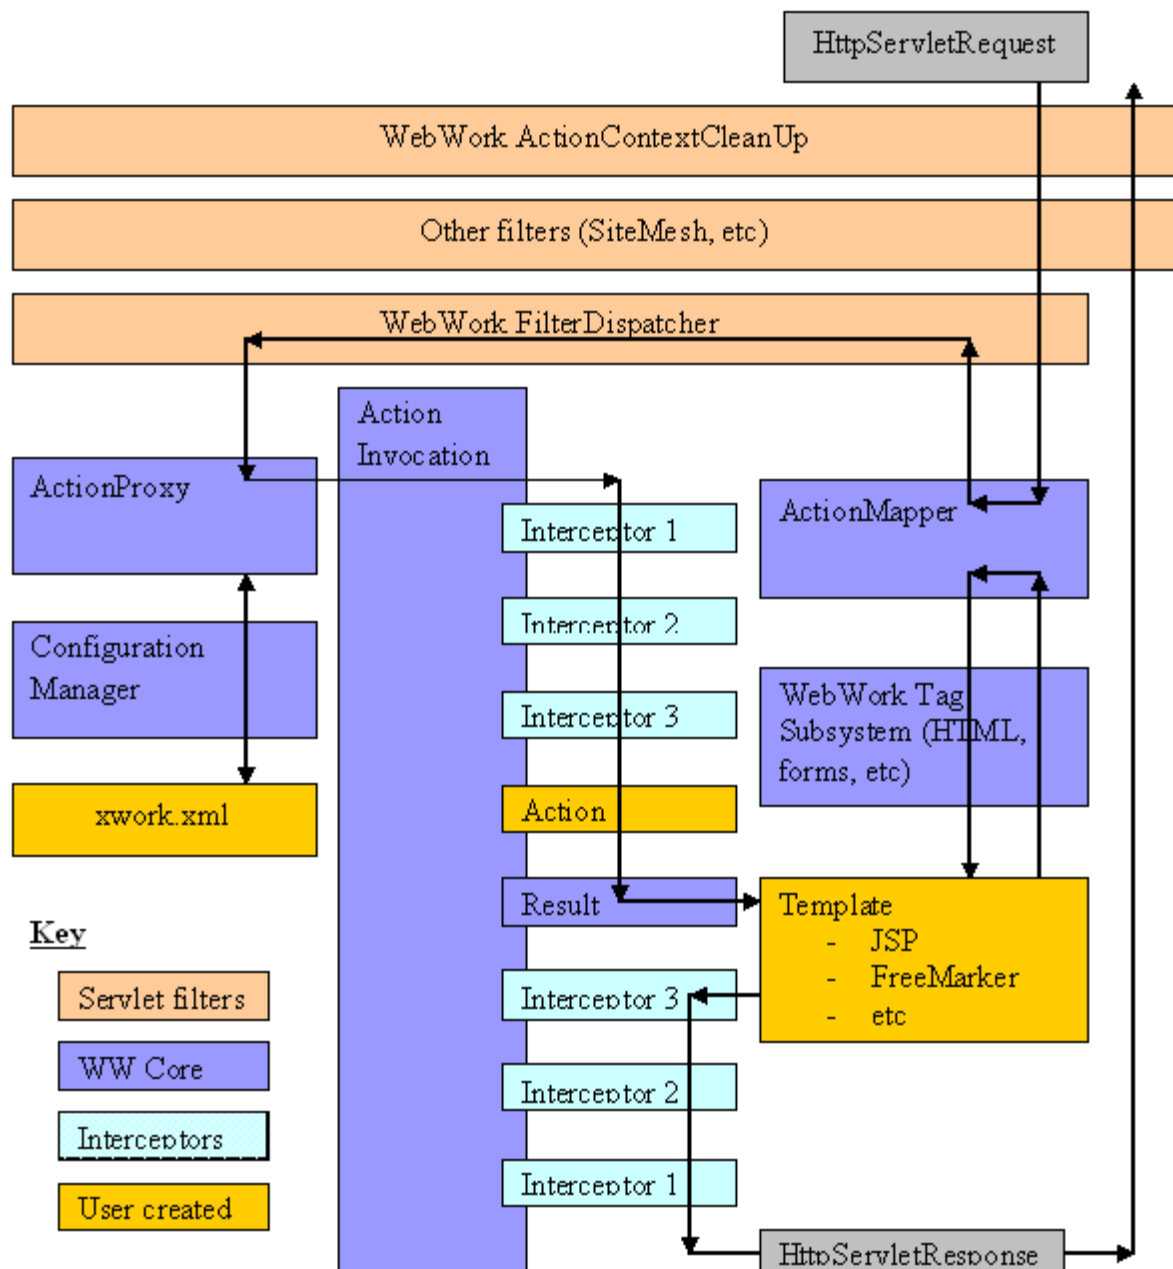 HttpServletRequest
WebWork ActionContextCleanUp
Other filters (SiteMesh, etc)
WebWork FilterDispatcher
Action
Invocation
ActionProxy
Interceptor 1
ActionMapper
Interceptor 2
Configuration
Manager
Interceptor 3
WebWork Tag
Subsystem (HTML,
forms, etc)
xwork.xml
Action
Result
Template
- JSP
- FreeMarker
- etc
Key
Servlet filters
WW Core
Interceptors
User created
Interceptor 3
Interceptor 2
Interceptor 1
HttpServletResponse